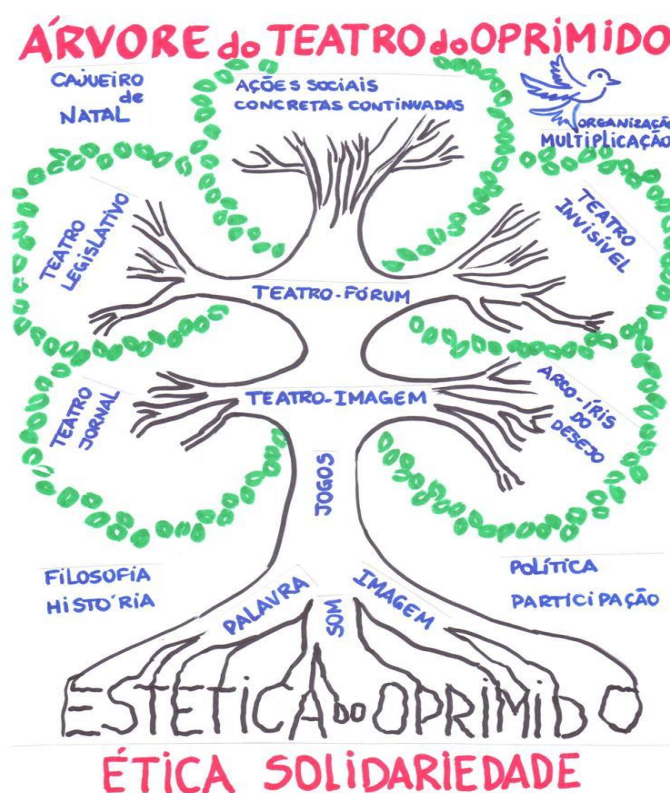 ÁRVORE do TEATRO do OPRiMiDO
CAJUEIRO
de
NATAL
AÇÕES SOCIAIS
CONCRETAS CONTINUADAS
ORGANIZAÇÃO
MULTIPLICAÇÃO
TEATRO
LEGISLATIVO
TEATRO
INVISÍVEL
TEATRO-FÓRUM
TEATRO
JORNAL
TEATRO-IMAGEM
ARCO-ÍRIS
DO
DESEJO
JOGOS
FiLOSOFIA
HiSTÓRIA
PALAVRA
SOM
IMAGEM
POLÍTICA
PARTICIPAÇÃO
ESTETiCA DO OPRiMiDO
ÉTiCA SOLiDARiEDADE